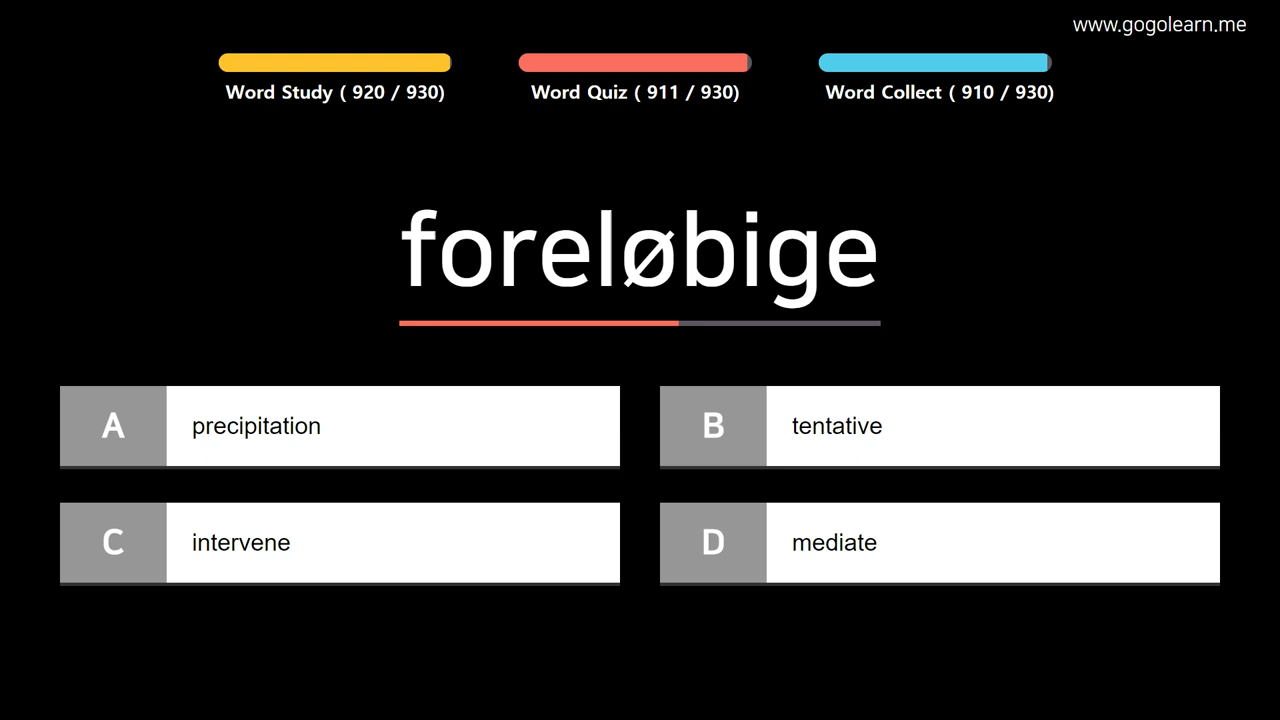 www.gogolearn.me
Word Study ( 920 / 930)
Word Quiz ( 911 / 930)
Word Collect ( 910 / 930)
foreløbige
A precipitation
B tentative
C intervene
D mediate